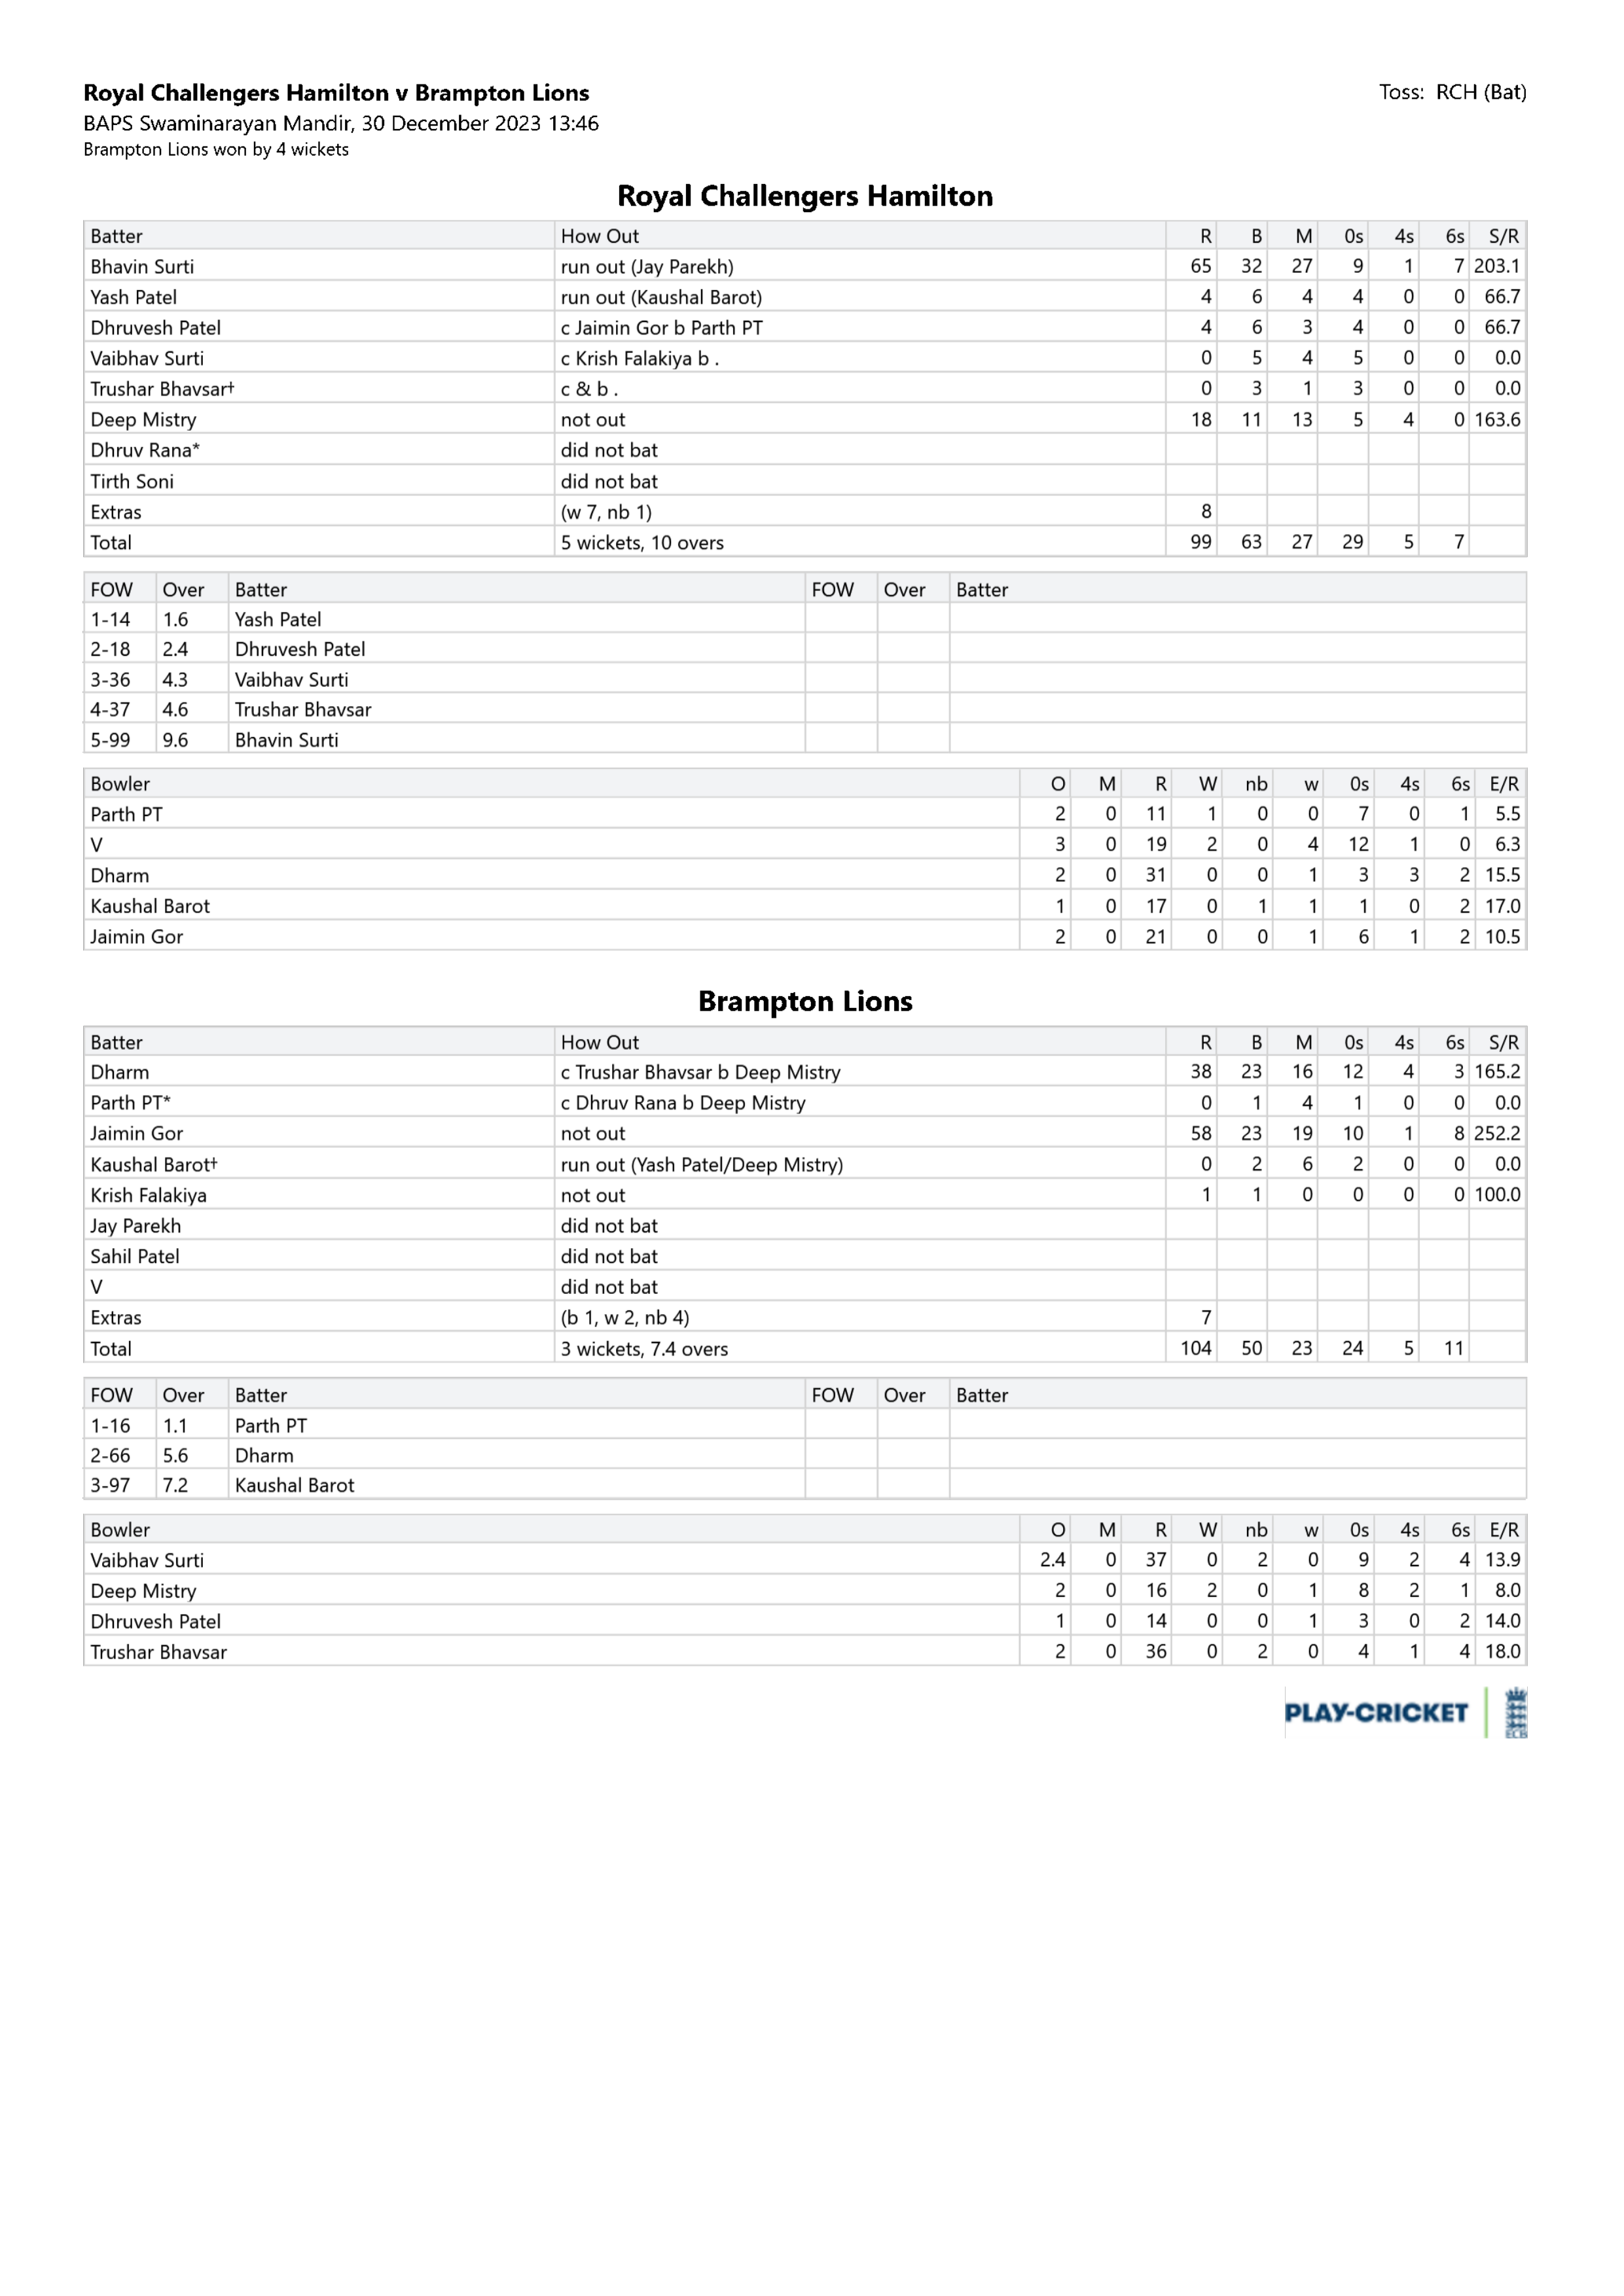 Royal Challengers Hamilton v Brampton Lions Toss: RCH (Bat)
BAPS Swaminarayan Mandir, 30 December 2023 13:46
Brampton Lions won by 4 wickets
Royal Challengers Hamilton
Batter How Out R B M 0s 4s 6s S/R
Bhavin Surti run out (Jay Parekh) 65 32 27 9 1 7 203.1
Yash Patel run out (Kaushal Barot) 4 6 4 4 0 0 66.7
Dhruvesh Patel c Jaimin Gor b Parth PT 4 6 3 4 0 0 66.7
Vaibhav Surti c Krish Falakiya b . 0 5 4 5 0 0 0.0
Trushar Bhavsar† c & b . 0 3 1 3 0 0 0.0
Deep Mistry not out 18 11 13 5 4 0 163.6
Dhruv Rana* did not bat
Tirth Soni did not bat
Extras (w 7, nb 1) 8
Total 5 wickets, 10 overs 99 63 27 29 5 7
FOW Over Batter FOW Over Batter
1-14 1.6 Yash Patel
2-18 2.4 Dhruvesh Patel
3-36 4.3 Vaibhav Surti
4-37 4.6 Trushar Bhavsar
5-99 9.6 Bhavin Surti
Bowler O M R W nb w 0s 4s 6s E/R
Parth PT 2 0 11 1 0 0 7 0 1 5.5
V 3 0 19 2 0 4 12 1 0 6.3
Dharm 2 0 31 0 0 1 3 3 2 15.5
Kaushal Barot 1 0 17 0 1 1 1 0 2 17.0
Jaimin Gor 2 0 21 0 0 1 6 1 2 10.5
Brampton Lions
Batter How Out R B M 0s 4s 6s S/R
Dharm c Trushar Bhavsar b Deep Mistry 38 23 16 12 4 3 165.2
Parth PT* c Dhruv Rana b Deep Mistry 0 1 4 1 0 0 0.0
Jaimin Gor not out 58 23 19 10 1 8 252.2
Kaushal Barot† run out (Yash Patel/Deep Mistry) 0 2 6 2 0 0 0.0
Krish Falakiya not out 1 1 0 0 0 0 100.0
Jay Parekh did not bat
Sahil Patel did not bat
V did not bat
Extras (b 1, w 2, nb 4) 7
Total 3 wickets, 7.4 overs 104 50 23 24 5 11
FOW Over Batter FOW Over Batter
1-16 1.1 Parth PT
2-66 5.6 Dharm
3-97 7.2 Kaushal Barot
Bowler O M R W nb w 0s 4s 6s E/R
Vaibhav Surti 2.4 0 37 0 2 0 9 2 4 13.9
Deep Mistry 2 0 16 2 0 1 8 2 1 8.0
Dhruvesh Patel 1 0 14 0 0 1 3 0 2 14.0
Trushar Bhavsar 2 0 36 0 2 0 4 1 4 18.0
PLAY-CRICKET ECB